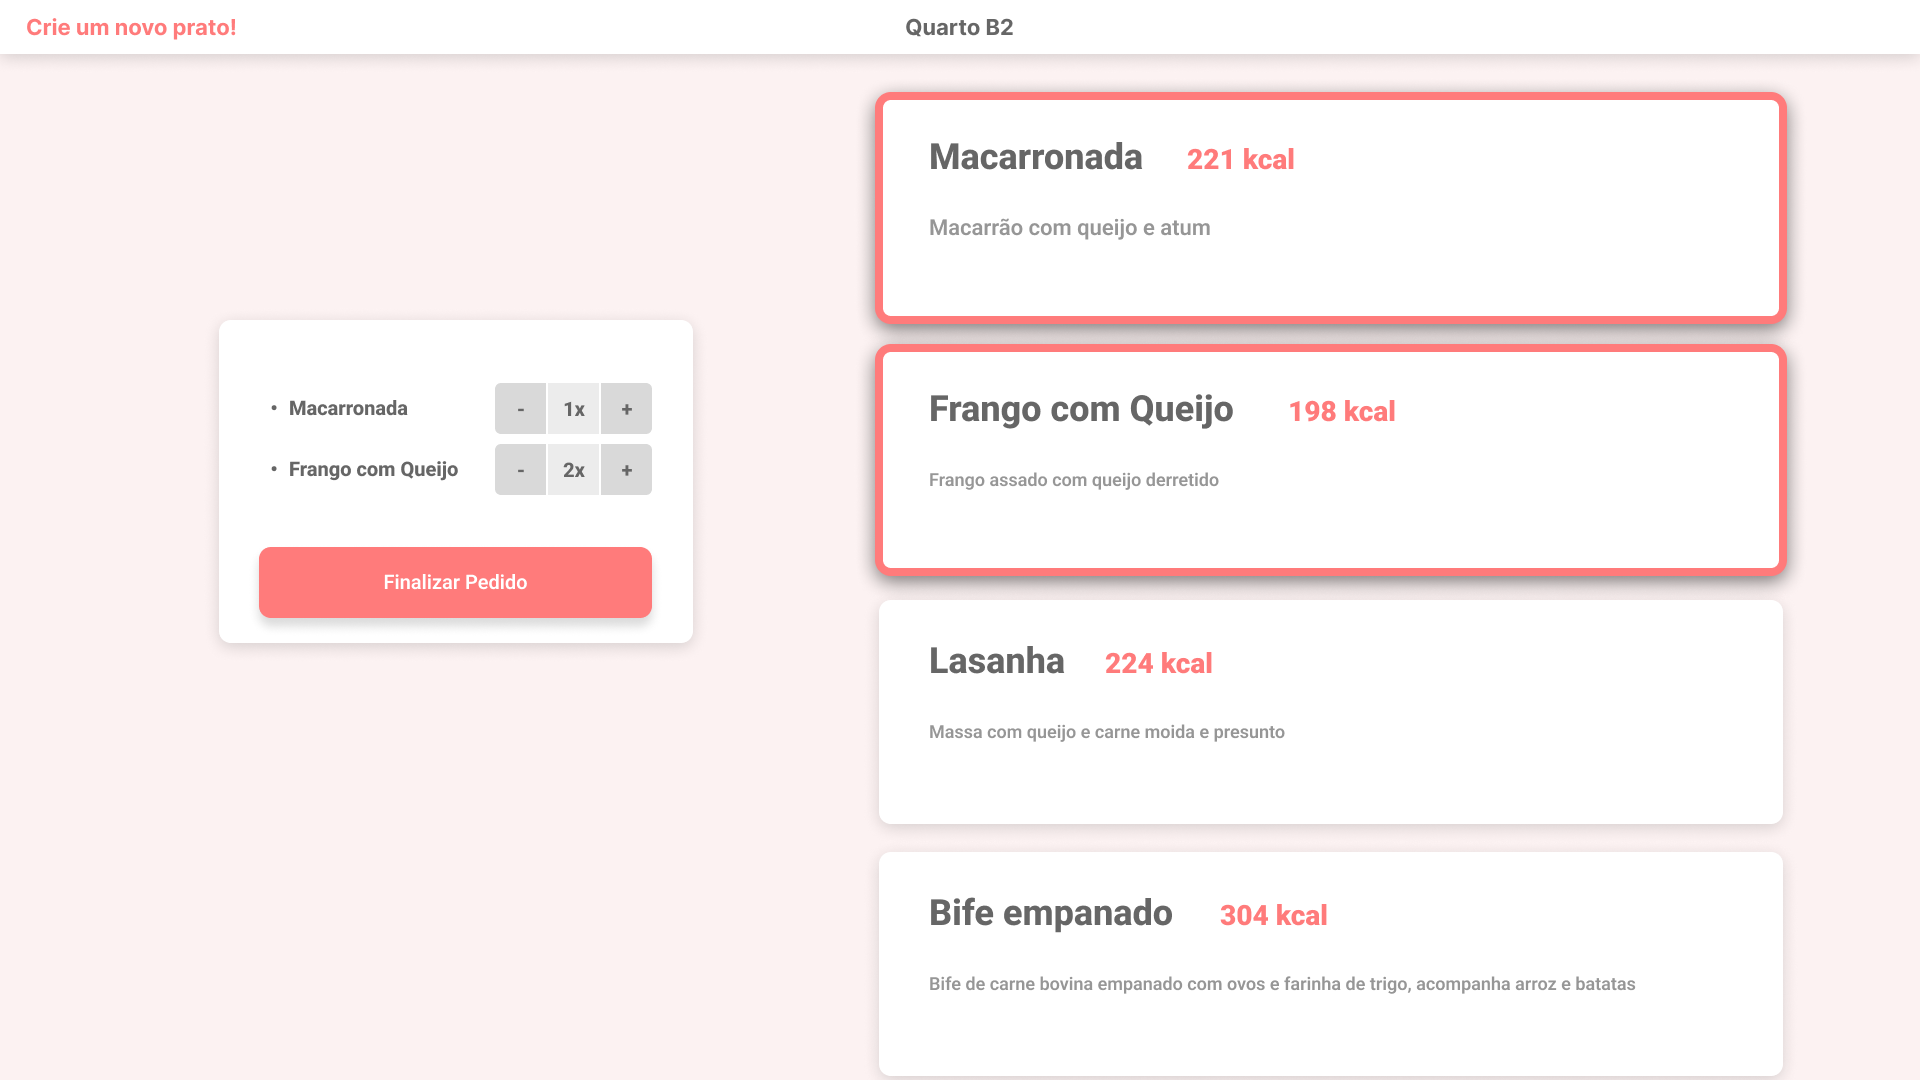 Crie um novo prato!
Quarto B2
• Macarronada - 1x +
• Frango com Queijo - 2x +
Finalizar Pedido
Macarronada 221 kcal
Macarrão com queijo e atum
Frango com Queijo 198 kcal
Frango assado com queijo derretido
Lasanha 224 kcal
Massa com queijo e carne moida e presunto
Bife empanado 304 kcal
Bife de carne bovina empanado com ovos e farinha de trigo, acompanha arroz e batatas